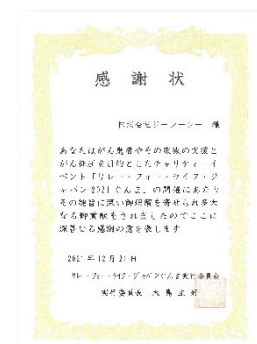 感謝状
株式会社ジーシーシー 様
あなたはがん患者やその家族の支援と
がん征圧を目的としたチャリティーイ
ベント「リレー・フォー・ライフ・ジ
ャパン2021ぐんま」の開催にあたり
その趣旨に深い御理解を寄せられ多大
なる御貢献をされましたのでここに
深甚なる感謝の意を表します
2021年12月21日
リレー・フォー・ライフ・ジャパンぐんま実行委員会
実行委員長 大島